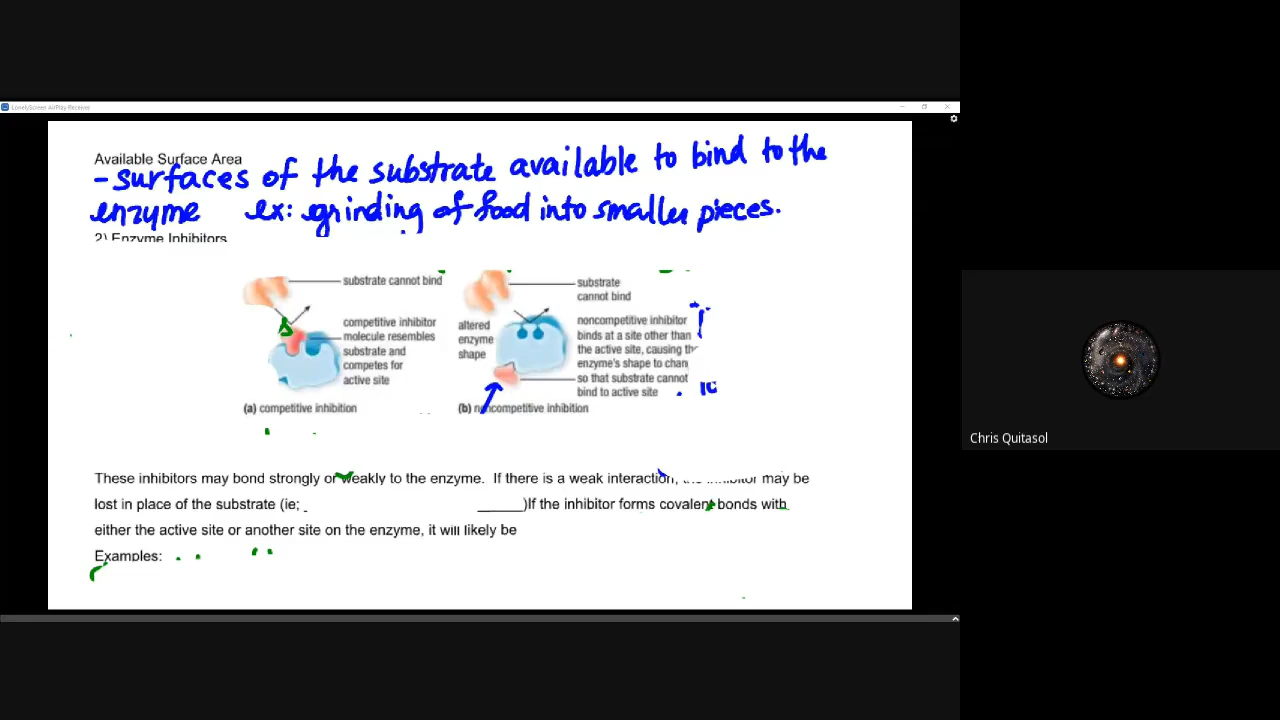 LonelyScreen AirPlay Receiver
Available Surface Area
- surfaces of the substrate available to bind to the
enzyme ex: grinding of food into smaller pieces.
2) Enzyme Inhibitors
substrate cannot bind
competitive inhibitor
molecule resembles
substrate and
competes for
active site
(a) competitive inhibition
substrate
cannot bind
altered
enzyme
shape
noncompetitive inhibitor
binds at a site other than
the active site, causing the
enzyme's shape to chan
so that substrate cannot
bind to active site
(b) noncompetitive inhibition
These inhibitors may bond strongly or weakly to the enzyme. If there is a weak interaction, the inhibitor may be
lost in place of the substrate (ie; _ ______)If the inhibitor forms covalent bonds with
either the active site or another site on the enzyme, it will likely be
Examples:
Chris Quitasol